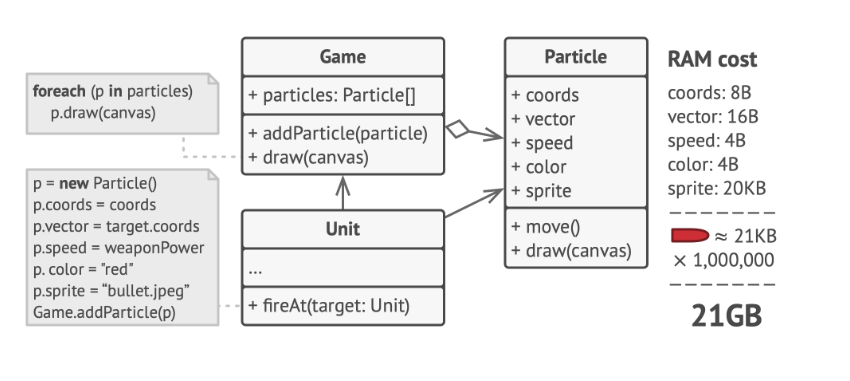 foreach (p in particles)
p.draw(canvas)
p = new Particle()
p.coords = coords
p.vector = target.coords
p.speed = weaponPower
p. color = "red"
p.sprite = “bullet.jpeg”
Game.addParticle(p)
Game
+ particles: Particle[]
+ addParticle(particle)
+ draw(canvas)
Unit
...
+ fireAt(target: Unit)
Particle
+ coords
+ vector
+ speed
+ color
+ sprite
+ move()
+ draw(canvas)
RAM cost
coords: 8B
vector: 16B
speed: 4B
color: 4B
sprite: 20KB
≈ 21KB
× 1,000,000
21GB